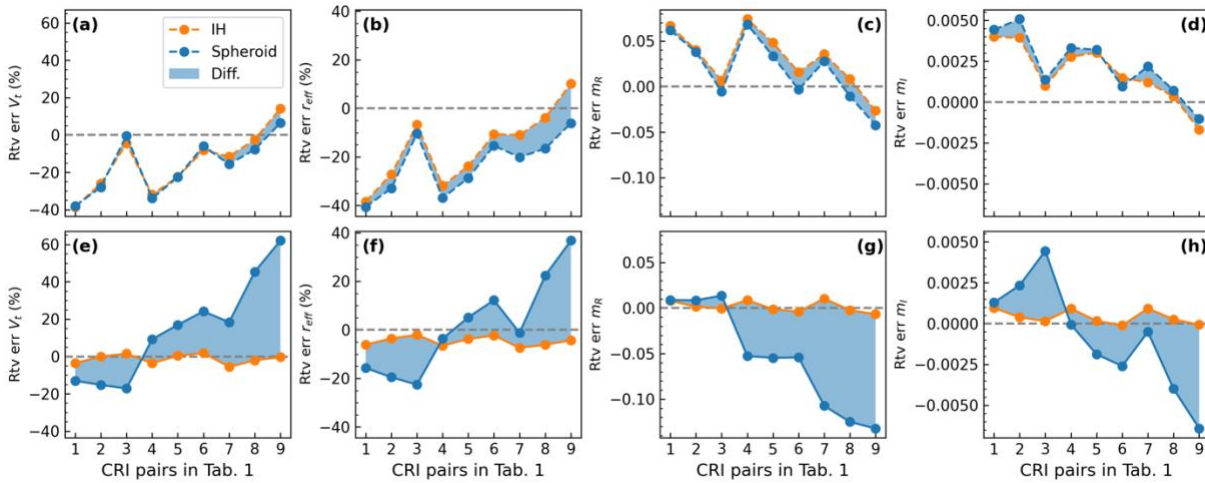 (a)
IH
Spheroid
Diff.
Rtv err V_t (%)
60
40
20
0
−20
−40
(b)
Rtv err r_eff (%)
40
20
0
−20
−40
(c)
Rtv err m_R
0.05
0.00
−0.05
−0.10
(d)
Rtv err m_I
0.0050
0.0025
0.0000
−0.0025
−0.0050
(e)
Rtv err V_t (%)
60
40
20
0
−20
−40
1 2 3 4 5 6 7 8 9
CRI pairs in Tab. 1
(f)
Rtv err r_eff (%)
40
20
0
−20
−40
1 2 3 4 5 6 7 8 9
CRI pairs in Tab. 1
(g)
Rtv err m_R
0.05
0.00
−0.05
−0.10
1 2 3 4 5 6 7 8 9
CRI pairs in Tab. 1
(h)
Rtv err m_I
0.0050
0.0025
0.0000
−0.0025
−0.0050
1 2 3 4 5 6 7 8 9
CRI pairs in Tab. 1